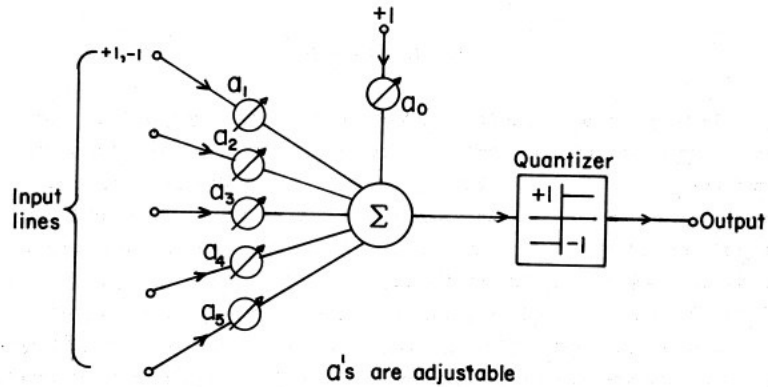 +1
+1,-1
a1
a0
a2
Quantizer
Input
lines
a3
Σ
+1
-1
Output
a4
a5
a's are adjustable